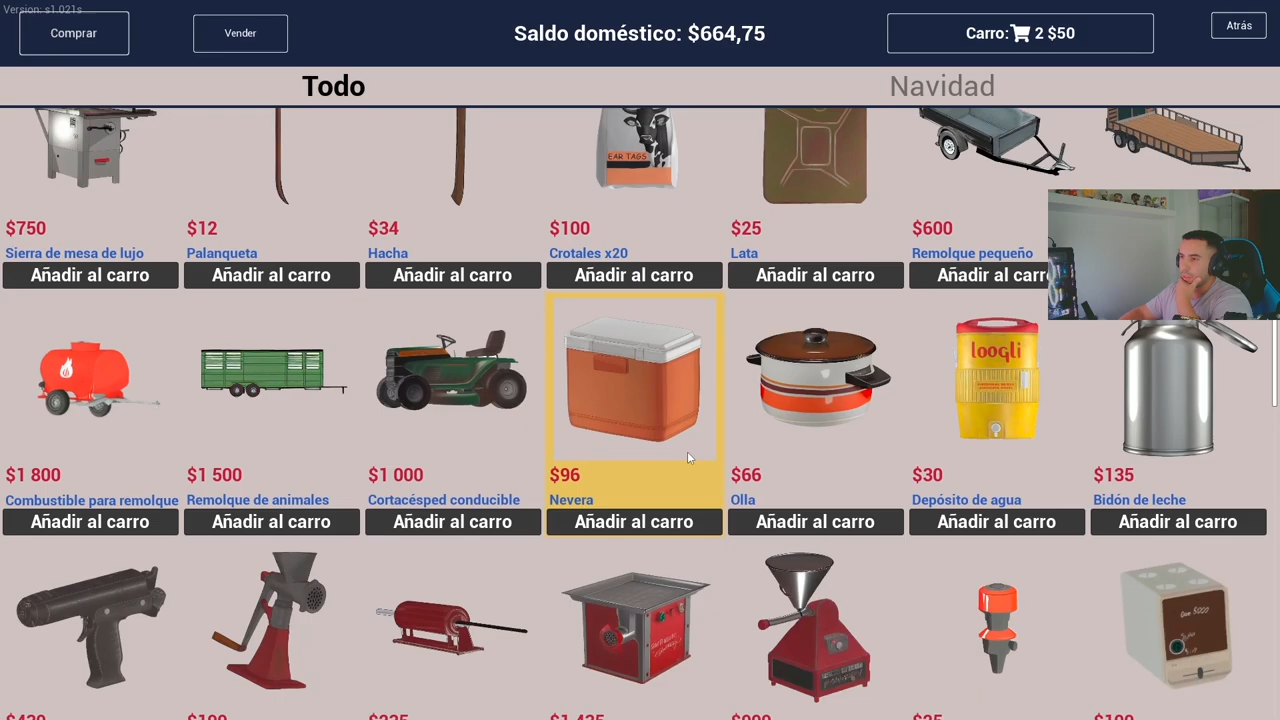 Version: s1.021s
Comprar
Vender
Saldo doméstico: $664,75
Carro: 2 $50
Atrás
Todo
Navidad
EAR TAGS
$750
$12
$34
$100
$25
$600
Sierra de mesa de lujo
Palanqueta
Hacha
Crotales x20
Lata
Remolque pequeño
Añadir al carro
Añadir al carro
Añadir al carro
Añadir al carro
Añadir al carro
Añadir al carro
looqli
$1 800
$1 500
$1 000
$96
$66
$30
$135
Combustible para remolque
Remolque de animales
Cortacésped conducible
Nevera
Olla
Depósito de agua
Bidón de leche
Añadir al carro
Añadir al carro
Añadir al carro
Añadir al carro
Añadir al carro
Añadir al carro
Añadir al carro